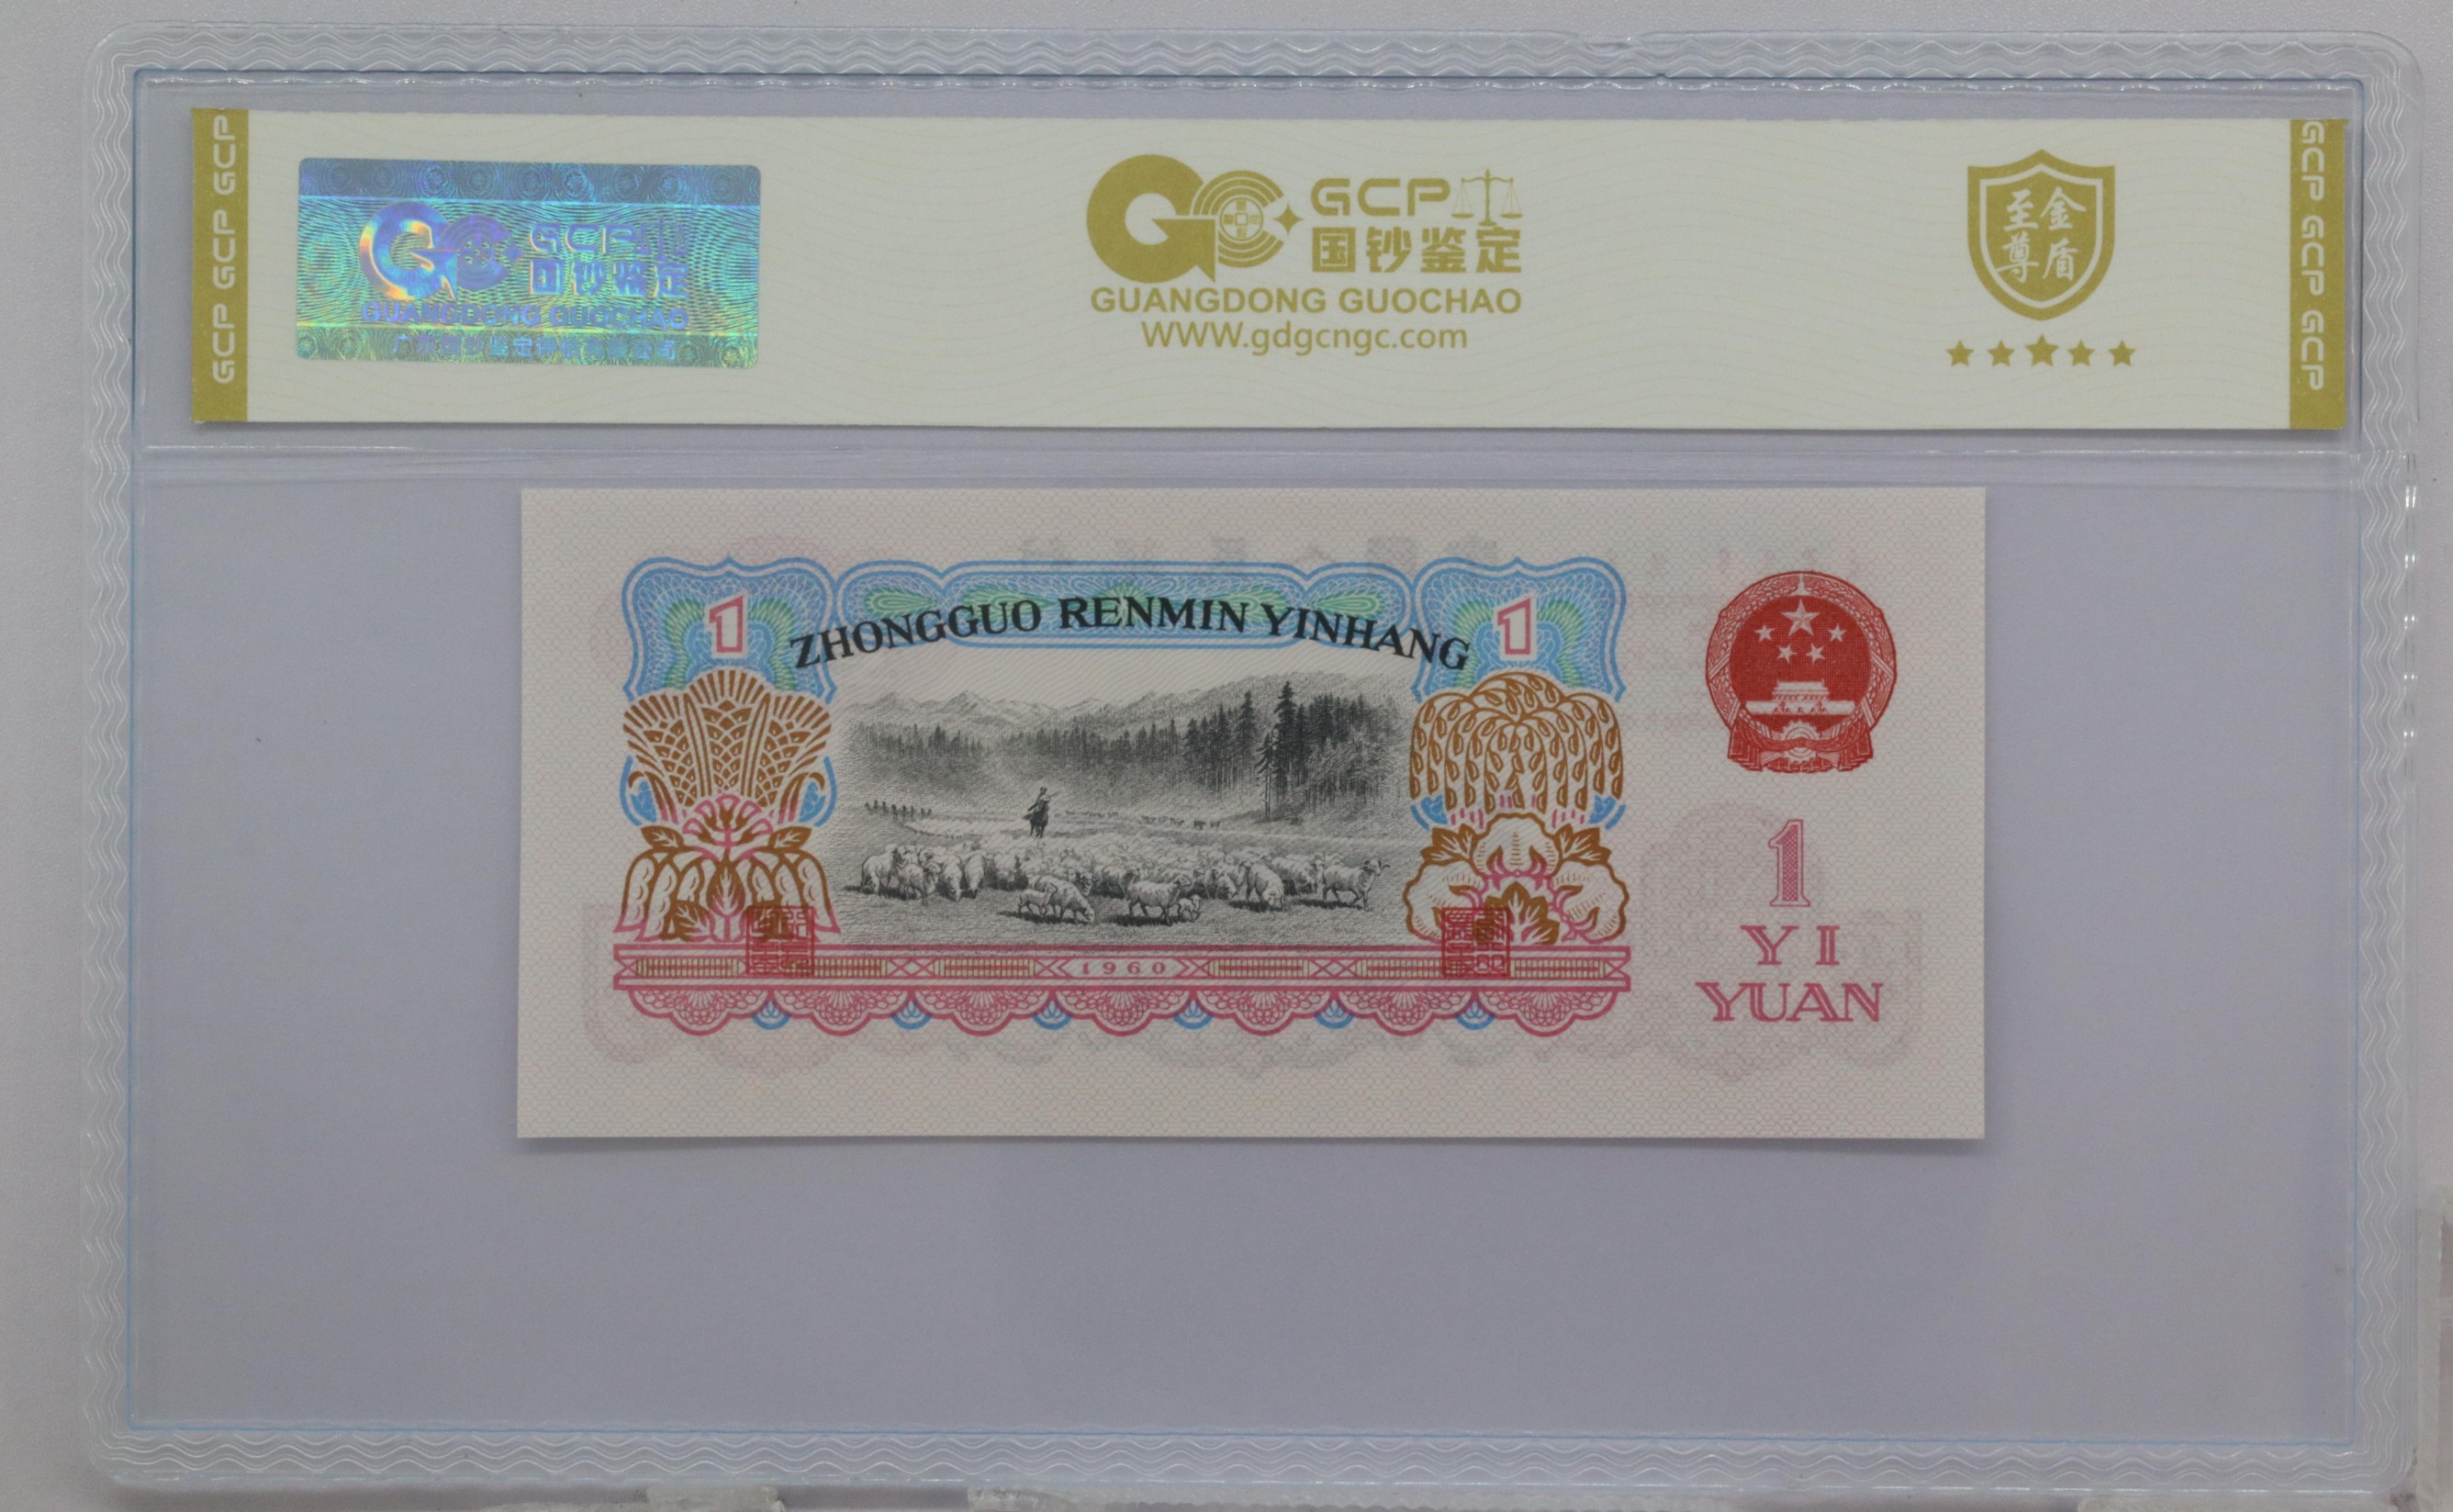 GCP GCP GCP
GCP
国钞鉴定
GUANGDONG GUOCHAO
GCP
国钞鉴定
GUANGDONG GUOCHAO
WWW.gdgcngc.com
至尊
金盾
GCP GCP GCP
1
ZHONGGUO RENMIN YINHANG
1
1960
1
YI
YUAN